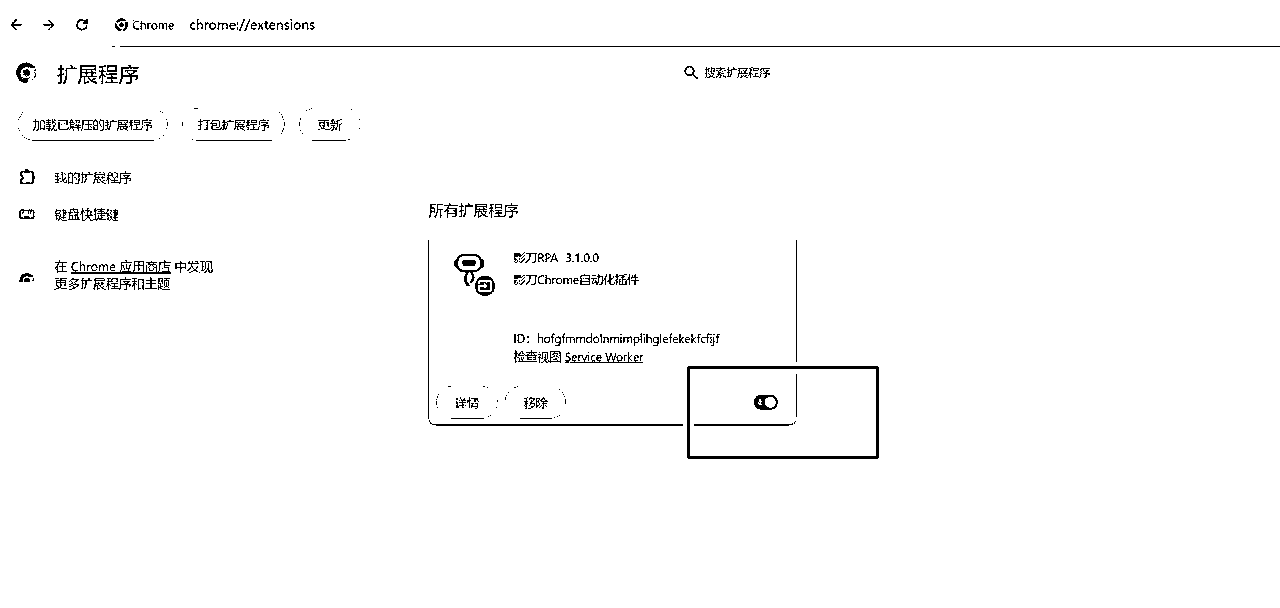 Chrome chrome://extensions
扩展程序
搜索扩展程序
加载已解压的扩展程序 打包扩展程序 更新
我的扩展程序
键盘快捷键
在 Chrome 应用商店 中发现
更多扩展程序和主题
所有扩展程序
影刀RPA 3.1.0.0
影刀Chrome自动化插件
ID:
检查视图 Service Worker
详情 移除